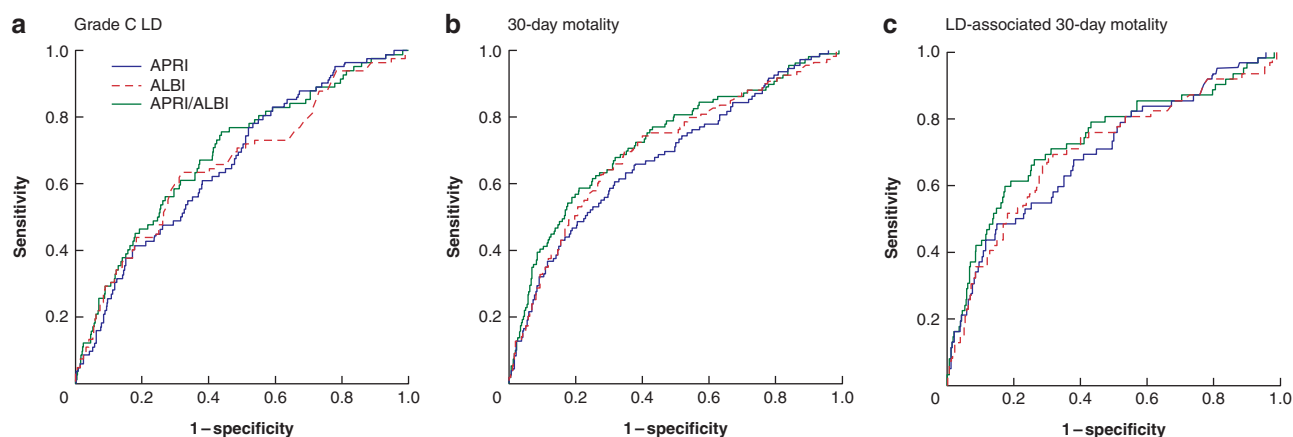 a Grade C LD
1.0
0.8
0.6
0.4
0.2
0
0.2 0.4 0.6 0.8 1.0
Sensitivity
1–specificity
APRI
ALBI
APRI/ALBI
b 30-day motality
1.0
0.8
0.6
0.4
0.2
0
0.2 0.4 0.6 0.8 1.0
Sensitivity
1–specificity
c LD-associated 30-day motality
1.0
0.8
0.6
0.4
0.2
0
0.2 0.4 0.6 0.8 1.0
Sensitivity
1–specificity